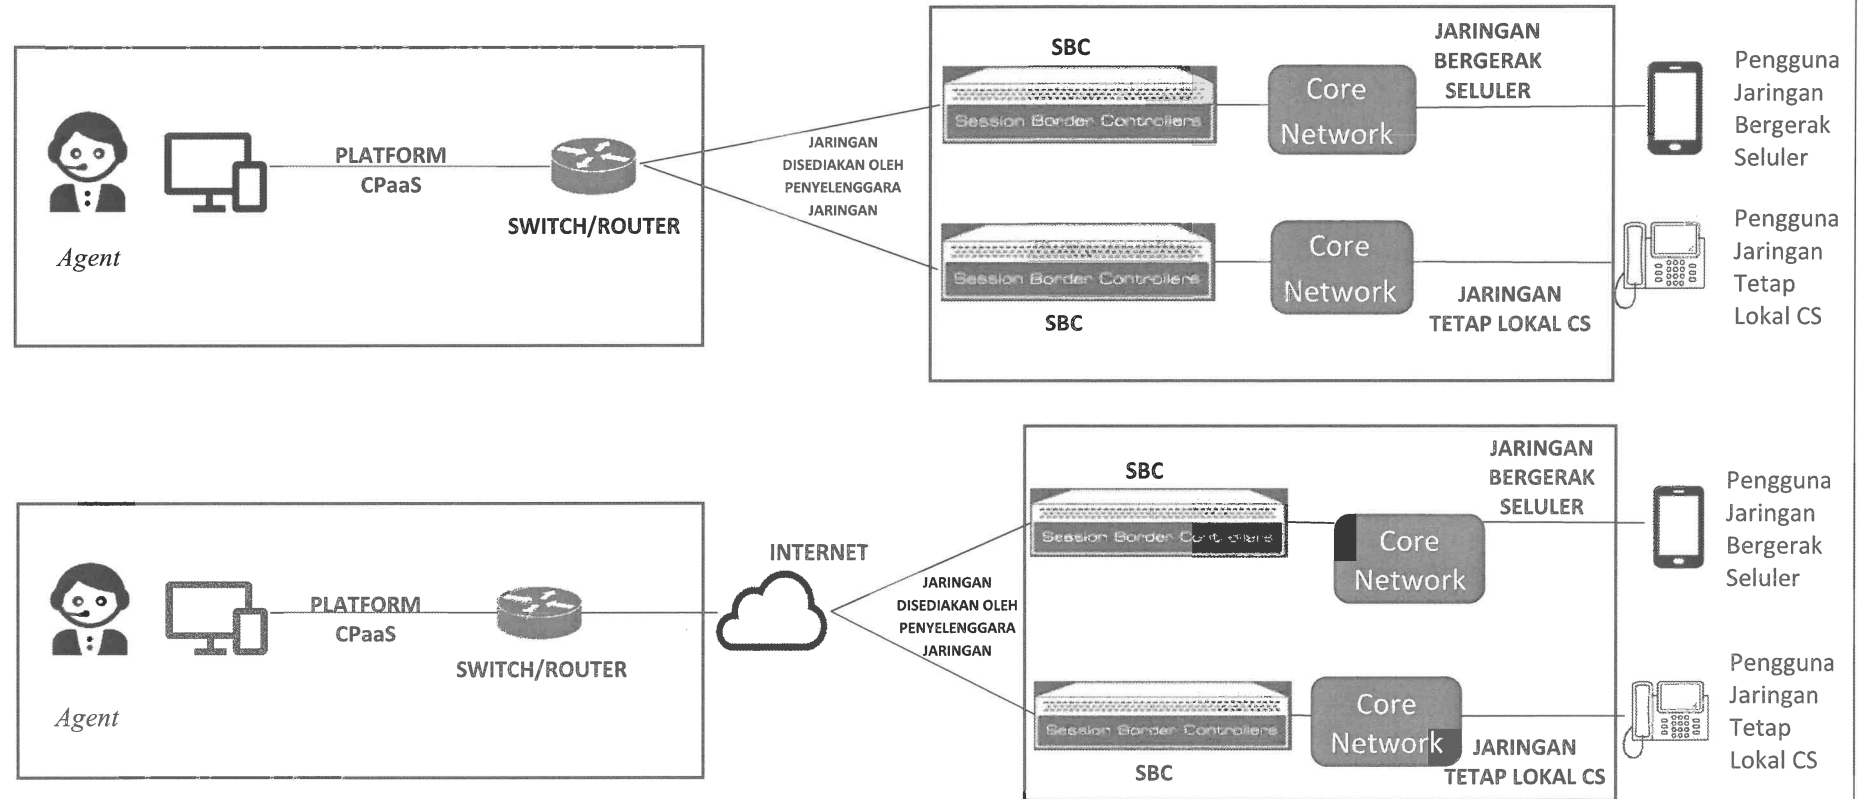 SBC
JARINGAN
BERGERAK
SELULER
Session Border Controllers
Core
Network
Pengguna
Jaringan
Bergerak
Seluler
PLATFORM
CPaaS
SWITCH/ROUTER
Agent
JARINGAN
DISEDIAKAN OLEH
PENYELENGGARA
JARINGAN
Session Border Controllers
SBC
Core
Network
JARINGAN
TETAP LOKAL CS
Pengguna
Jaringan
Tetap
Lokal CS
SBC
JARINGAN
BERGERAK
SELULER
Session Border Controllers
Core
Network
Pengguna
Jaringan
Bergerak
Seluler
PLATFORM
CPaaS
SWITCH/ROUTER
Agent
INTERNET
JARINGAN
DISEDIAKAN OLEH
PENYELENGGARA
JARINGAN
Session Border Controllers
SBC
Core
Network
JARINGAN
TETAP LOKAL CS
Pengguna
Jaringan
Tetap
Lokal CS